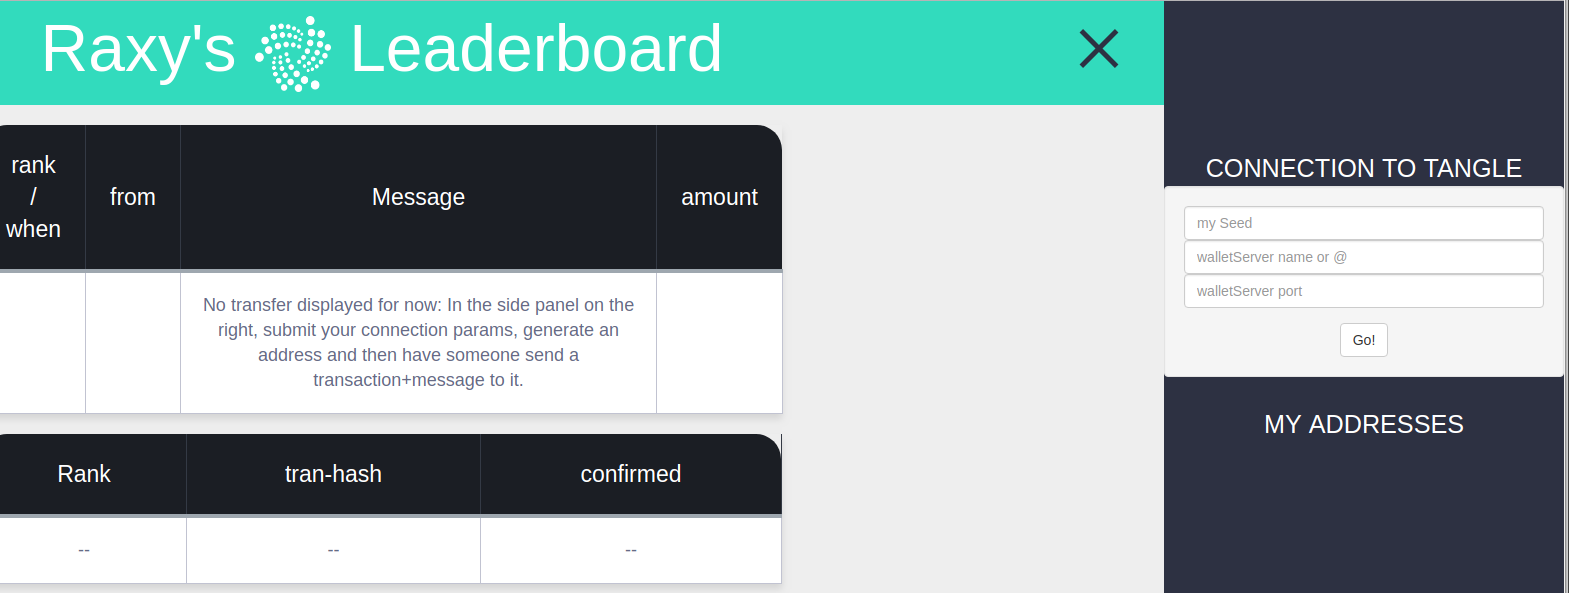 Raxy's Leaderboard
rank
/
when
from
Message
amount
No transfer displayed for now: In the side panel on the
right, submit your connection params, generate an
address and then have someone send a
transaction+message to it.
Rank
tran-hash
confirmed
--
--
--
CONNECTION TO TANGLE
my Seed
walletServer name or @
walletServer port
Go!
MY ADDRESSES